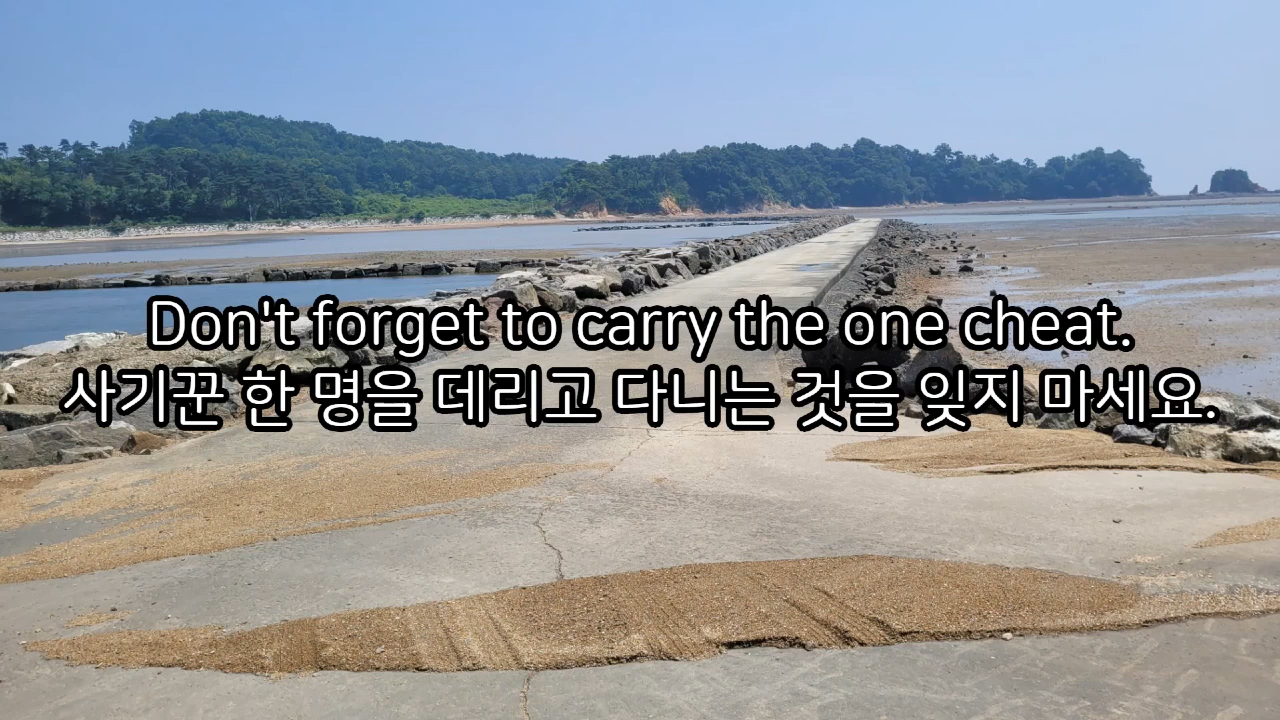 Don't forget to carry the one cheat.
사기꾼 한 명을 데리고 다니는 것을 잊지 마세요.